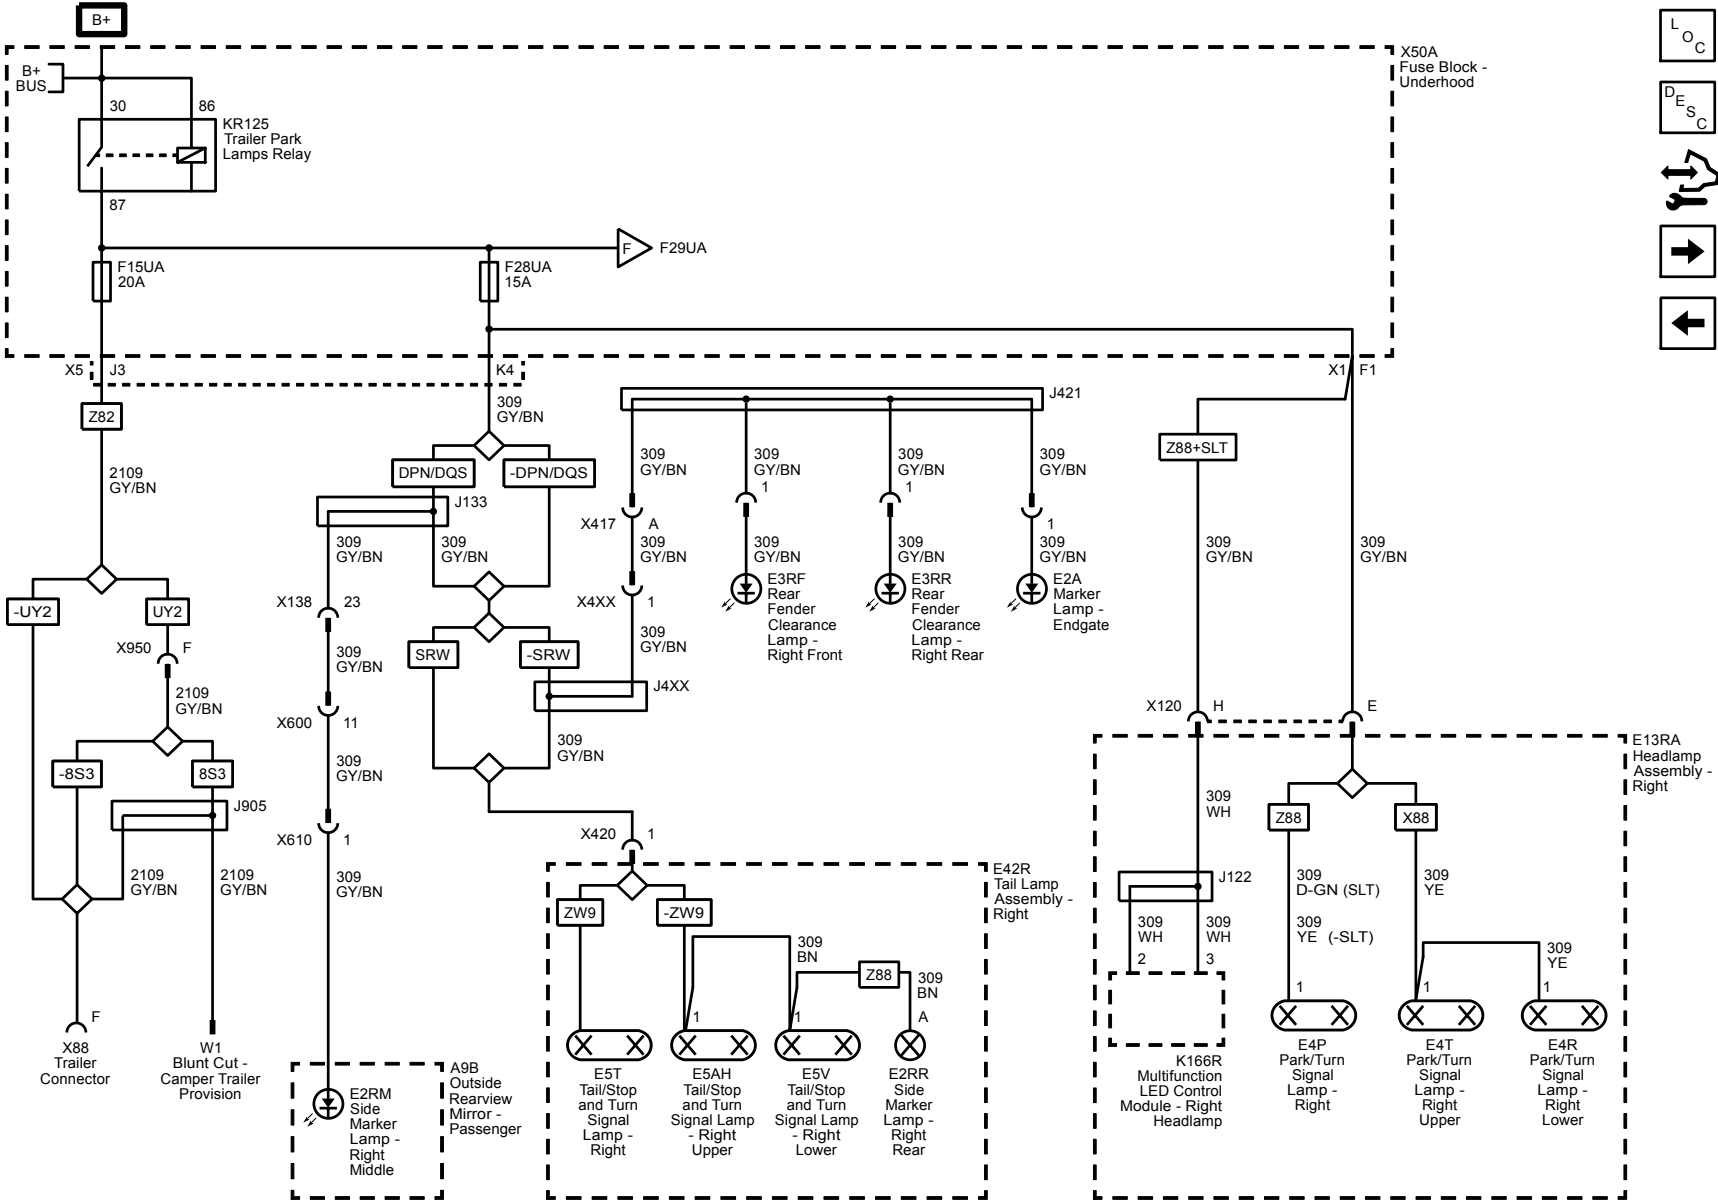 B+
L
O
C
X50A
Fuse Block -
Underhood
B+
BUS
D
E
S
C
30
86
KR125
Trailer Park
Lamps Relay
87
F
F29UA
F15UA
20A
F28UA
15A
X5
J3
K4
X1
F1
Z82
309
GY/BN
J421
Z88+SLT
DPN/DQS
-DPN/DQS
309
GY/BN
309
GY/BN
309
GY/BN
309
GY/BN
2109
GY/BN
J133
1
1
X417
A
1
309
GY/BN
309
GY/BN
309
GY/BN
309
GY/BN
309
GY/BN
309
GY/BN
309
GY/BN
309
GY/BN
-UY2
UY2
X138
23
X4XX
1
E3RF
Rear
Fender
Clearance
Lamp -
Right Front
E3RR
Rear
Fender
Clearance
Lamp -
Right Rear
E2A
Marker
Lamp -
Endgate
X950
F
309
GY/BN
SRW
-SRW
309
GY/BN
J4XX
2109
GY/BN
X600
11
X120
H
E
309
GY/BN
309
GY/BN
E13RA
Headlamp
Assembly -
Right
-8S3
8S3
J905
309
WH
Z88
X88
X610
1
X420
1
2109
GY/BN
2109
GY/BN
309
GY/BN
E42R
Tail Lamp
Assembly -
Right
J122
309
D-GN (SLT)
309
YE
ZW9
-ZW9
309
WH
309
WH
309
YE (-SLT)
309
BN
309
YE
Z88
309
BN
2
3
1
1
1
F
1
1
A
X88
Trailer
Connector
W1
Blunt Cut -
Camper Trailer
Provision
A9B
Outside
Rearview
Mirror -
Passenger
E2RM
Side
Marker
Lamp -
Right
Middle
E5T
Tail/Stop
and Turn
Signal
Lamp -
Right
E5AH
Tail/Stop
and Turn
Signal Lamp
- Right
Upper
E5V
Tail/Stop
and Turn
Signal Lamp
- Right
Lower
E2RR
Side
Marker
Lamp -
Right
Rear
K166R
Multifunction
LED Control
Module - Right
Headlamp
E4P
Park/Turn
Signal
Lamp -
Right
E4T
Park/Turn
Signal
Lamp -
Right
Upper
E4R
Park/Turn
Signal
Lamp -
Right
Lower